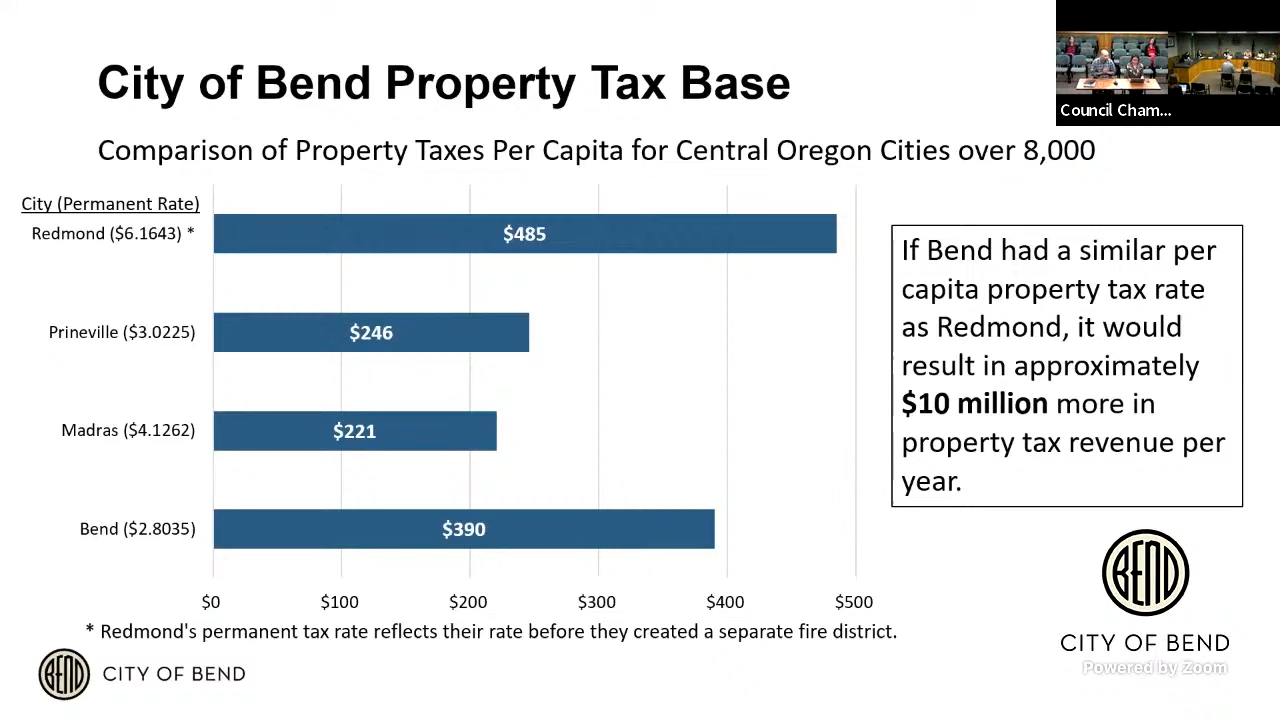 City of Bend Property Tax Base
Council Cham...
Comparison of Property Taxes Per Capita for Central Oregon Cities over 8,000
City (Permanent Rate)
Redmond ($6.1643) *
$485
Prineville ($3.0225)
$246
Madras ($4.1262)
$221
Bend ($2.8035)
$390
$0
$100
$200
$300
$400
$500
If Bend had a similar per
capita property tax rate
as Redmond, it would
result in approximately
$10 million more in
property tax revenue per
year.
* Redmond's permanent tax rate reflects their rate before they created a separate fire district.
BEND
CITY OF BEND
BEND
CITY OF BEND
Powered by Zoom